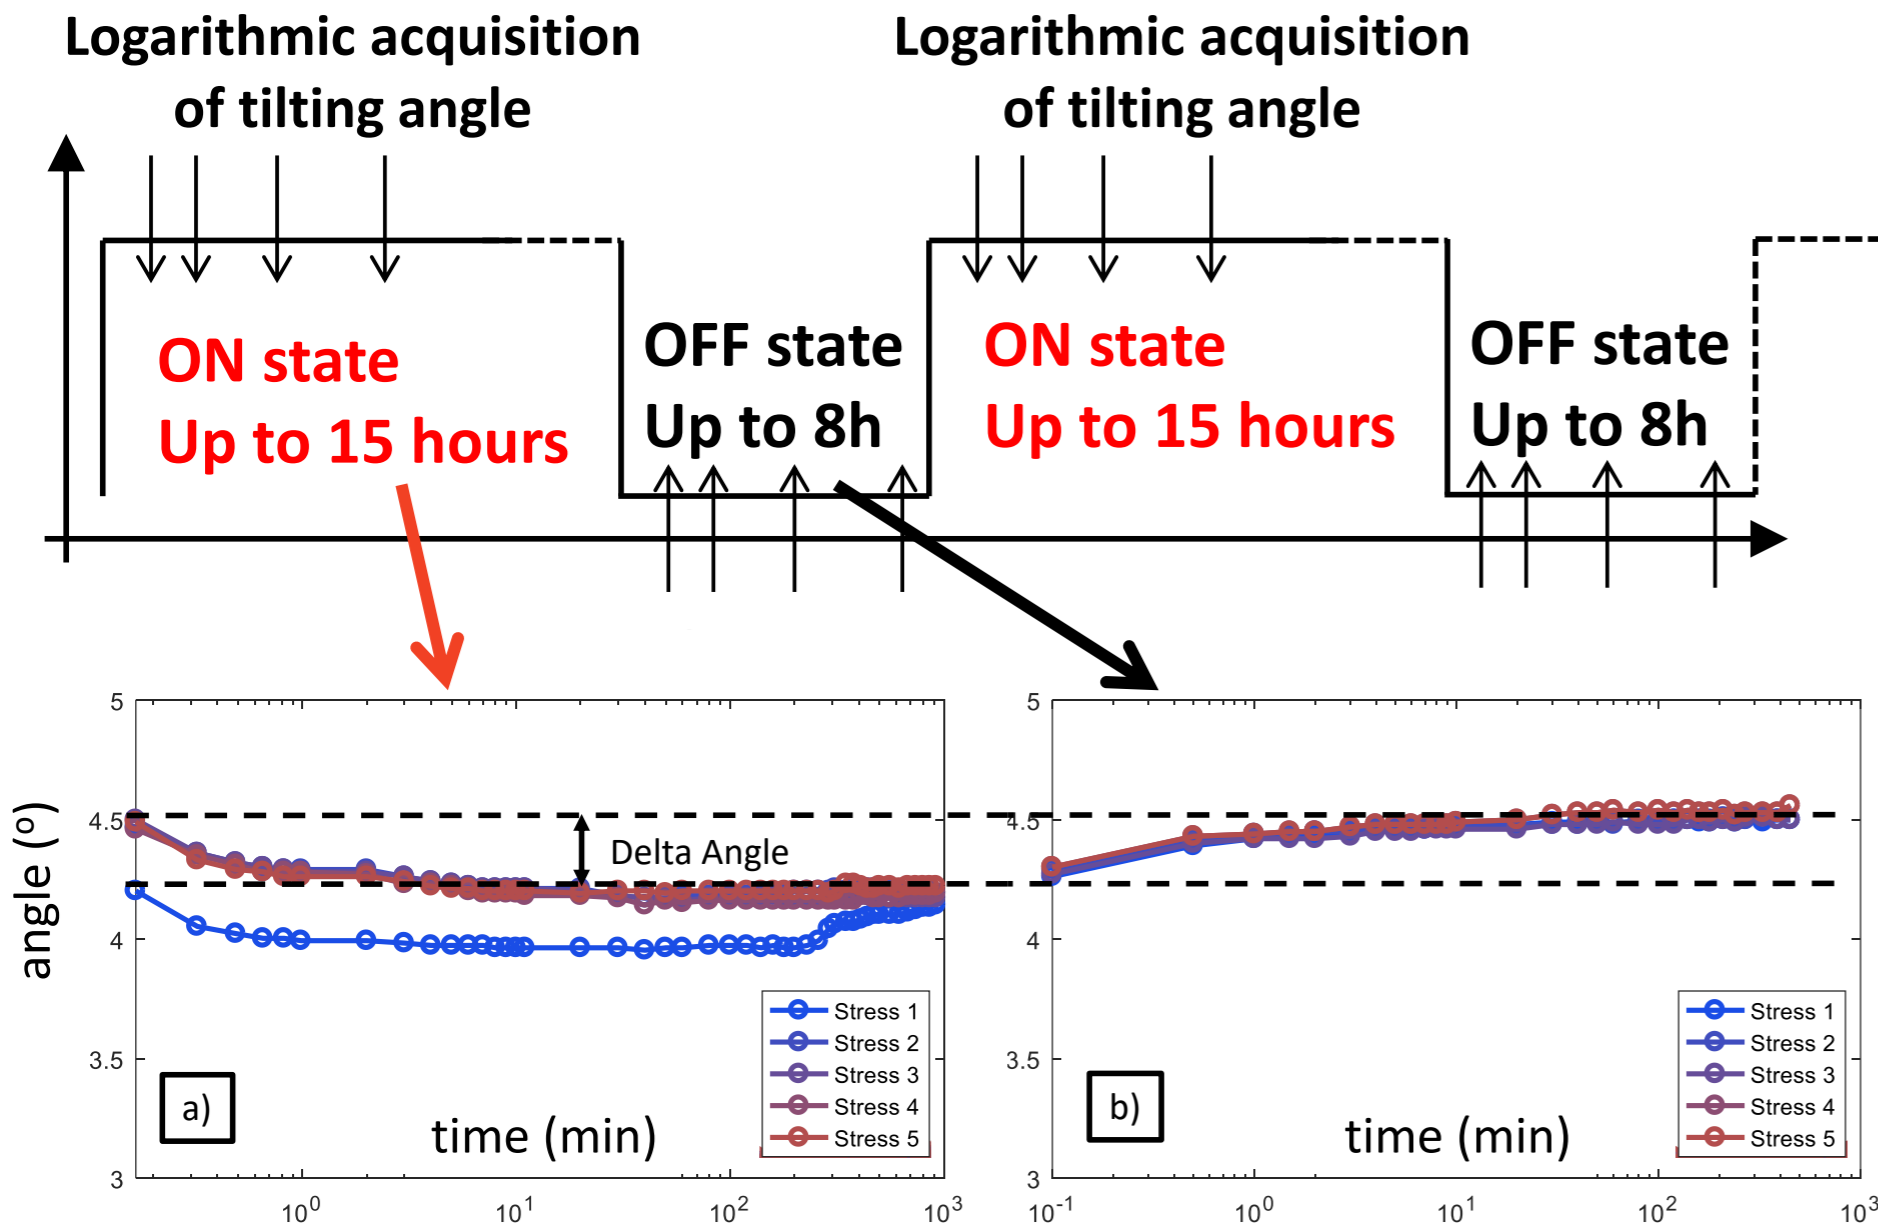 Logarithmic acquisition
of tilting angle
Logarithmic acquisition
of tilting angle
ON state
Up to 15 hours
OFF state
Up to 8h
ON state
Up to 15 hours
OFF state
Up to 8h
angle (º)
5
4.5
4
3.5
3
Delta Angle
Stress 1
Stress 2
Stress 3
Stress 4
Stress 5
a)
time (min)
10^0
10^1
10^2
10^3
5
4.5
4
3.5
3
Stress 1
Stress 2
Stress 3
Stress 4
Stress 5
b)
time (min)
10^-1
10^0
10^1
10^2
10^3